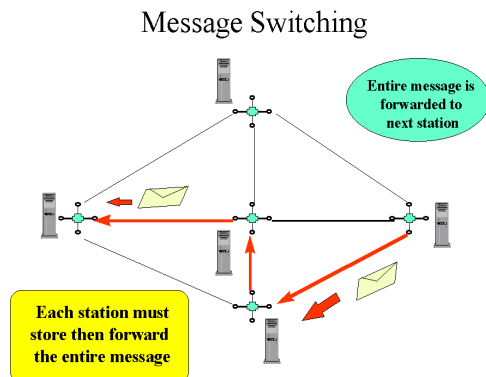 Message Switching
Entire message is
forwarded to
next station
Each station must
store then forward
the entire message